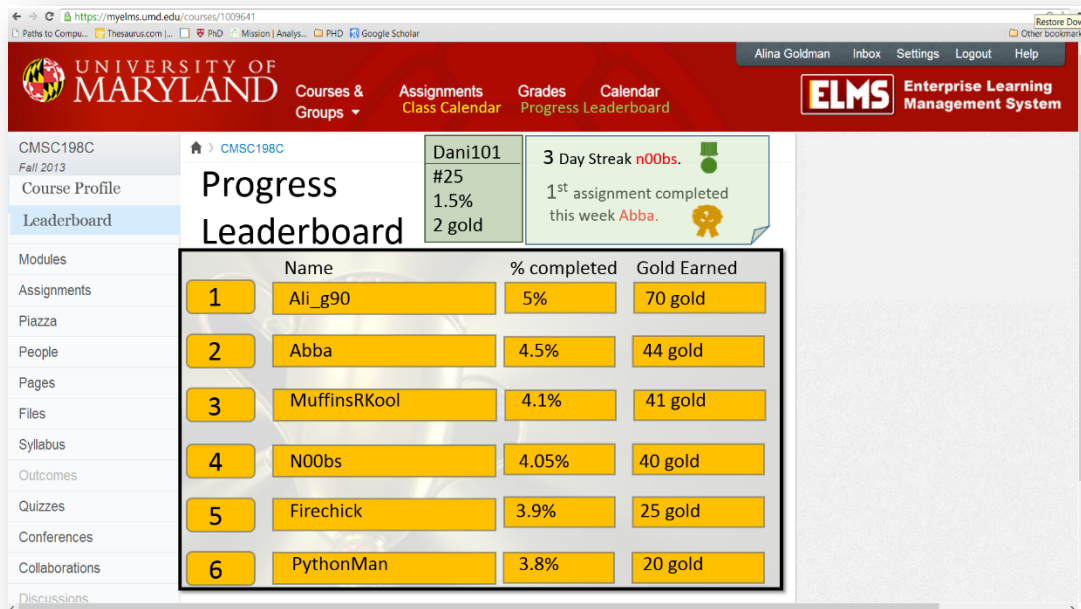 https://myelms.umd.edu/courses/1009641
Restore Dow
Paths to Compu... Thesaurus.com |... PhD Mission | Analys... PHD Google Scholar Other bookmark
Alina Goldman Inbox Settings Logout Help
UNIVERSITY OF
MARYLAND
Courses &
Groups
Assignments Grades Calendar
Class Calendar Progress Leaderboard
ELMS
Enterprise Learning
Management System
CMSC198C
Fall 2013
Course Profile
Leaderboard
Modules
Assignments
Piazza
People
Pages
Files
Syllabus
Outcomes
Quizzes
Conferences
Collaborations
Discussions
CMSC198C
Progress
Leaderboard
Dani101
#25
1.5%
2 gold
3 Day Streak n00bs.
1st assignment completed
this week Abba.
Name % completed Gold Earned
1 Ali_g90 5% 70 gold
2 Abba 4.5% 44 gold
3 MuffinsRKool 4.1% 41 gold
4 N00bs 4.05% 40 gold
5 Firechick 3.9% 25 gold
6 PythonMan 3.8% 20 gold